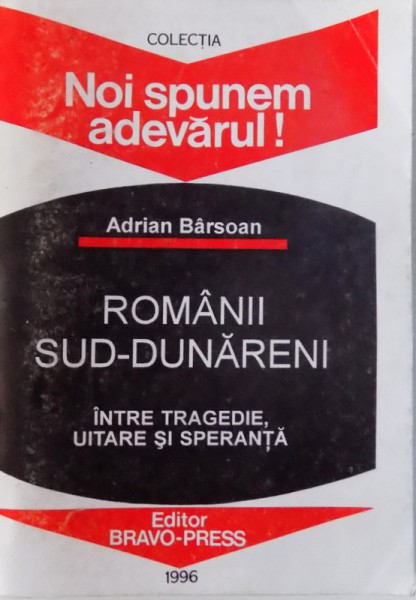 COLECȚIA
Noi spunem
adevărul!
Adrian Bârsoan
ROMÂNII
SUD-DUNĂRENI
ÎNTRE TRAGEDIE,
UITARE ȘI SPERANȚĂ
Editor
BRAVO-PRESS
1996